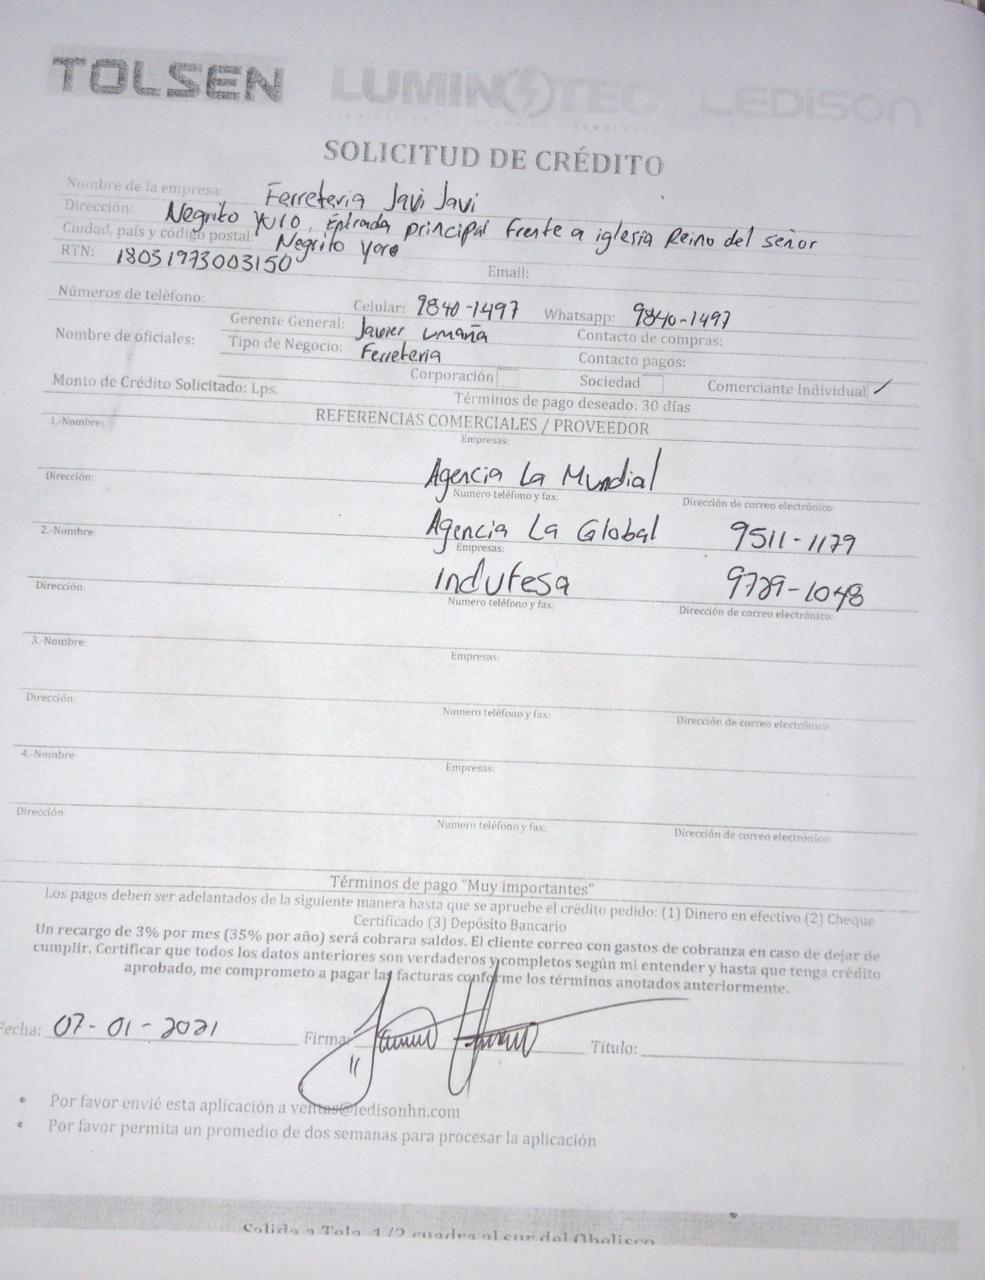 TOLSEN LUMINOTEC LEDISON
SOLICITUD DE CRÉDITO
Nombre de la empresa: Ferreteria Javi Javi
Dirección: Negrito Yoro, Entrada principal frente a iglesia Reino del señor
Ciudad, país y código postal: Negrito yoro
RTN: 18031973003150 Email:
Números de teléfono: Celular: 9840-1497 Whatsapp: 9840-1497
Nombre de oficiales: Gerente General: Javier Umaña Contacto de compras:
Tipo de Negocio: Ferreteria Contacto pagos:
Corporación Sociedad Comerciante Individual
Monto de Crédito Solicitado: Lps. Términos de pago deseado: 30 días
REFERENCIAS COMERCIALES / PROVEEDOR
1.-Nombre: Empresas:
Agencia La Mundial
Dirección: Numero teléfono y fax: Dirección de correo electrónico:
Agencia La Global 9511-1179
2.-Nombre Empresas:
Indufesa 9729-1048
Dirección: Numero teléfono y fax: Dirección de correo electrónico:
3.-Nombre: Empresas:
Dirección: Numero teléfono y fax: Dirección de correo electrónico:
4.-Nombre: Empresas:
Dirección: Numero teléfono y fax: Dirección de correo electrónico:
Términos de pago "Muy importantes"
Los pagos deben ser adelantados de la siguiente manera hasta que se apruebe el crédito pedido: (1) Dinero en efectivo (2) Cheque
Certificado (3) Depósito Bancario
Un recargo de 3% por mes (35% por año) será cobrara saldos. El cliente correo con gastos de cobranza en caso de dejar de
cumplir. Certificar que todos los datos anteriores son verdaderos y completos según mi entender y hasta que tenga crédito
aprobado, me comprometo a pagar las facturas conforme los términos anotados anteriormente.
Fecha: 07-01-2021 Firma: Titulo:
Por favor envié esta aplicación a ventas@ledisonhn.com
Por favor permita un promedio de dos semanas para procesar la aplicación
Salida a Tela, 1/2 cuadra al sur del Obelisco